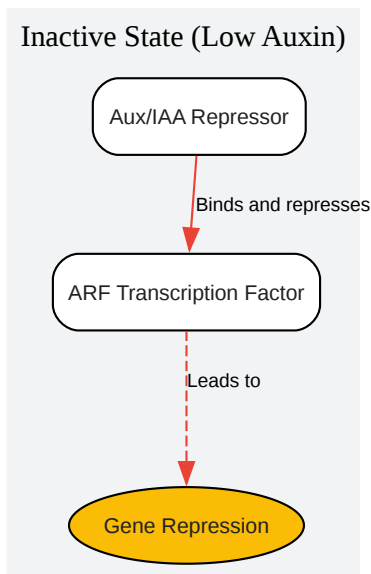 Inactive State (Low Auxin)
Aux/IAA Repressor
Binds and represses
ARF Transcription Factor
Leads to
Gene Repression